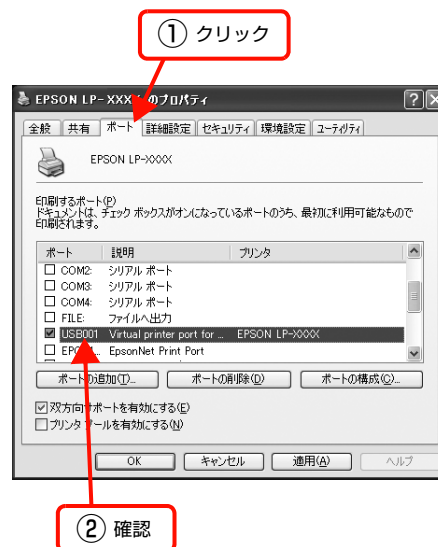 ① クリック
EPSON LP-XXXX のプロパティ
全般 共有 ポート 詳細設定 セキュリティ 環境設定 ユーティリティ
EPSON LP-XXXX
印刷するポート(P)
ドキュメントは、チェック ボックスがオンになっているポートのうち、最初に利用可能なもので
印刷されます。
ポート 説明 プリンタ
COM2: シリアル ポート
COM3: シリアル ポート
COM4: シリアル ポート
FILE: ファイルへ出力
USB001 Virtual printer port for ... EPSON LP-XXXX
EpsonNet Print Port
ポートの追加(T)... ポートの削除(D) ポートの構成(C)...
双方向サポートを有効にする(E)
プリンタ プールを有効にする(N)
OK キャンセル 適用(A) ヘルプ
② 確認